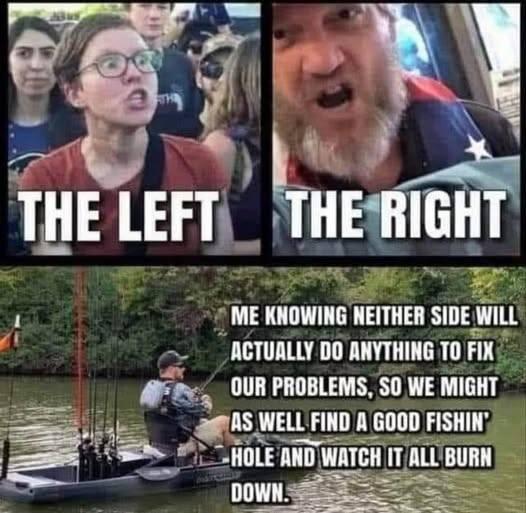 THE LEFT
THE RIGHT
ME KNOWING NEITHER SIDE WILL
ACTUALLY DO ANYTHING TO FIX
OUR PROBLEMS, SO WE MIGHT
AS WELL FIND A GOOD FISHIN'
HOLE AND WATCH IT ALL BURN
DOWN.